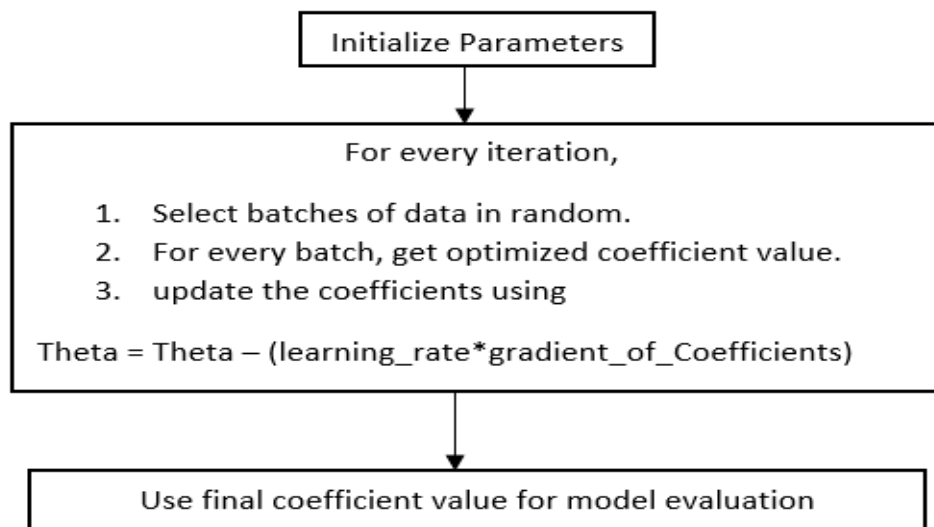 Initialize Parameters
For every iteration,
1. Select batches of data in random.
2. For every batch, get optimized coefficient value.
3. update the coefficients using
Theta = Theta – (learning_rate*gradient_of_Coefficients)
Use final coefficient value for model evaluation